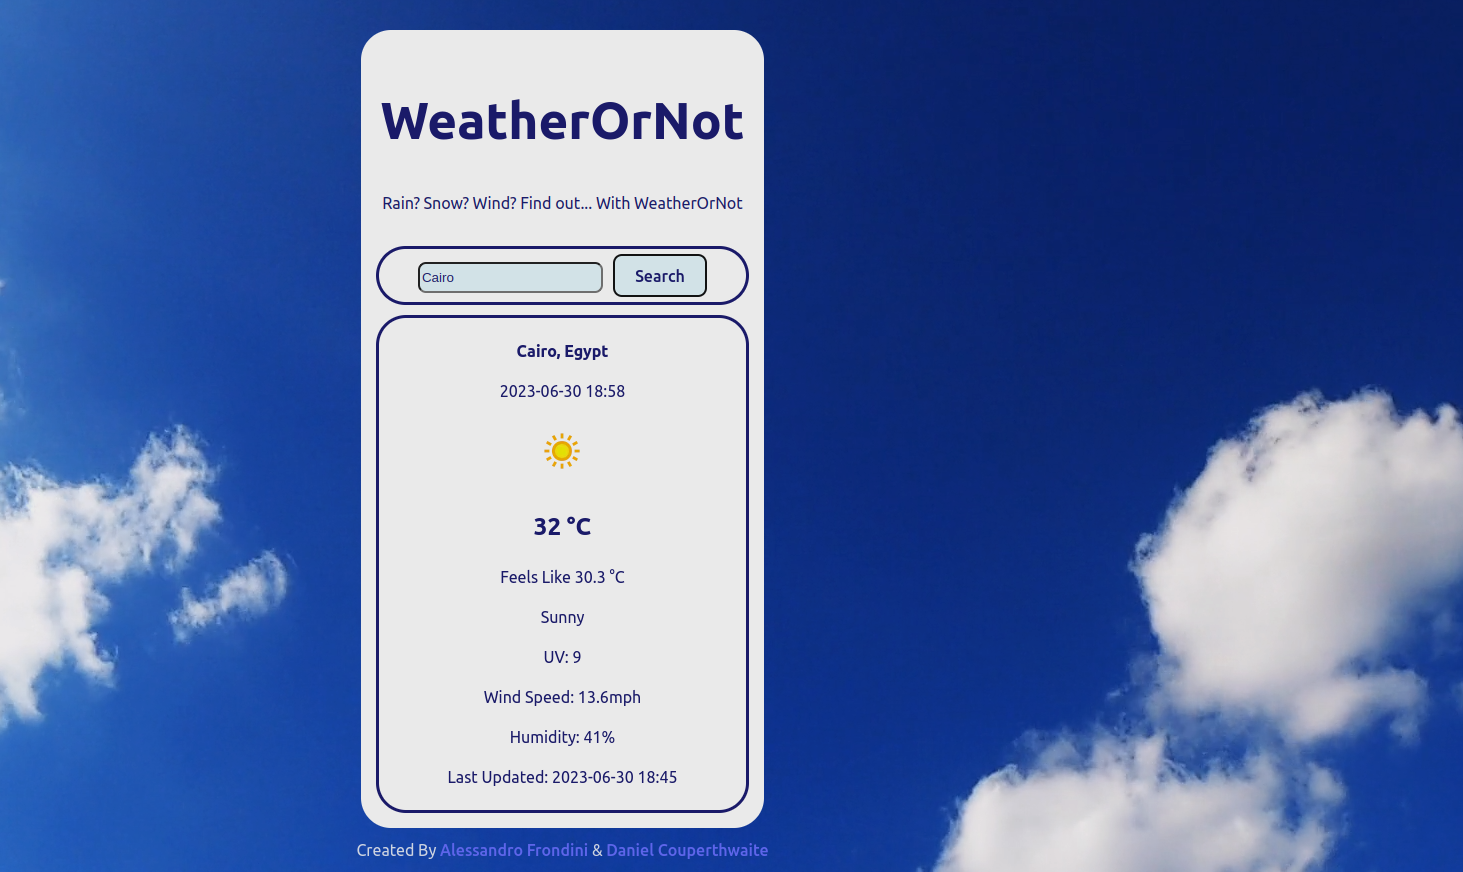 WeatherOrNot
Rain? Snow? Wind? Find out... With WeatherOrNot
Cairo Search
Cairo, Egypt
2023-06-30 18:58
32 °C
Feels Like 30.3 °C
Sunny
UV: 9
Wind Speed: 13.6mph
Humidity: 41%
Last Updated: 2023-06-30 18:45
Created By Alessandro Frondini & Daniel Couperthwaite